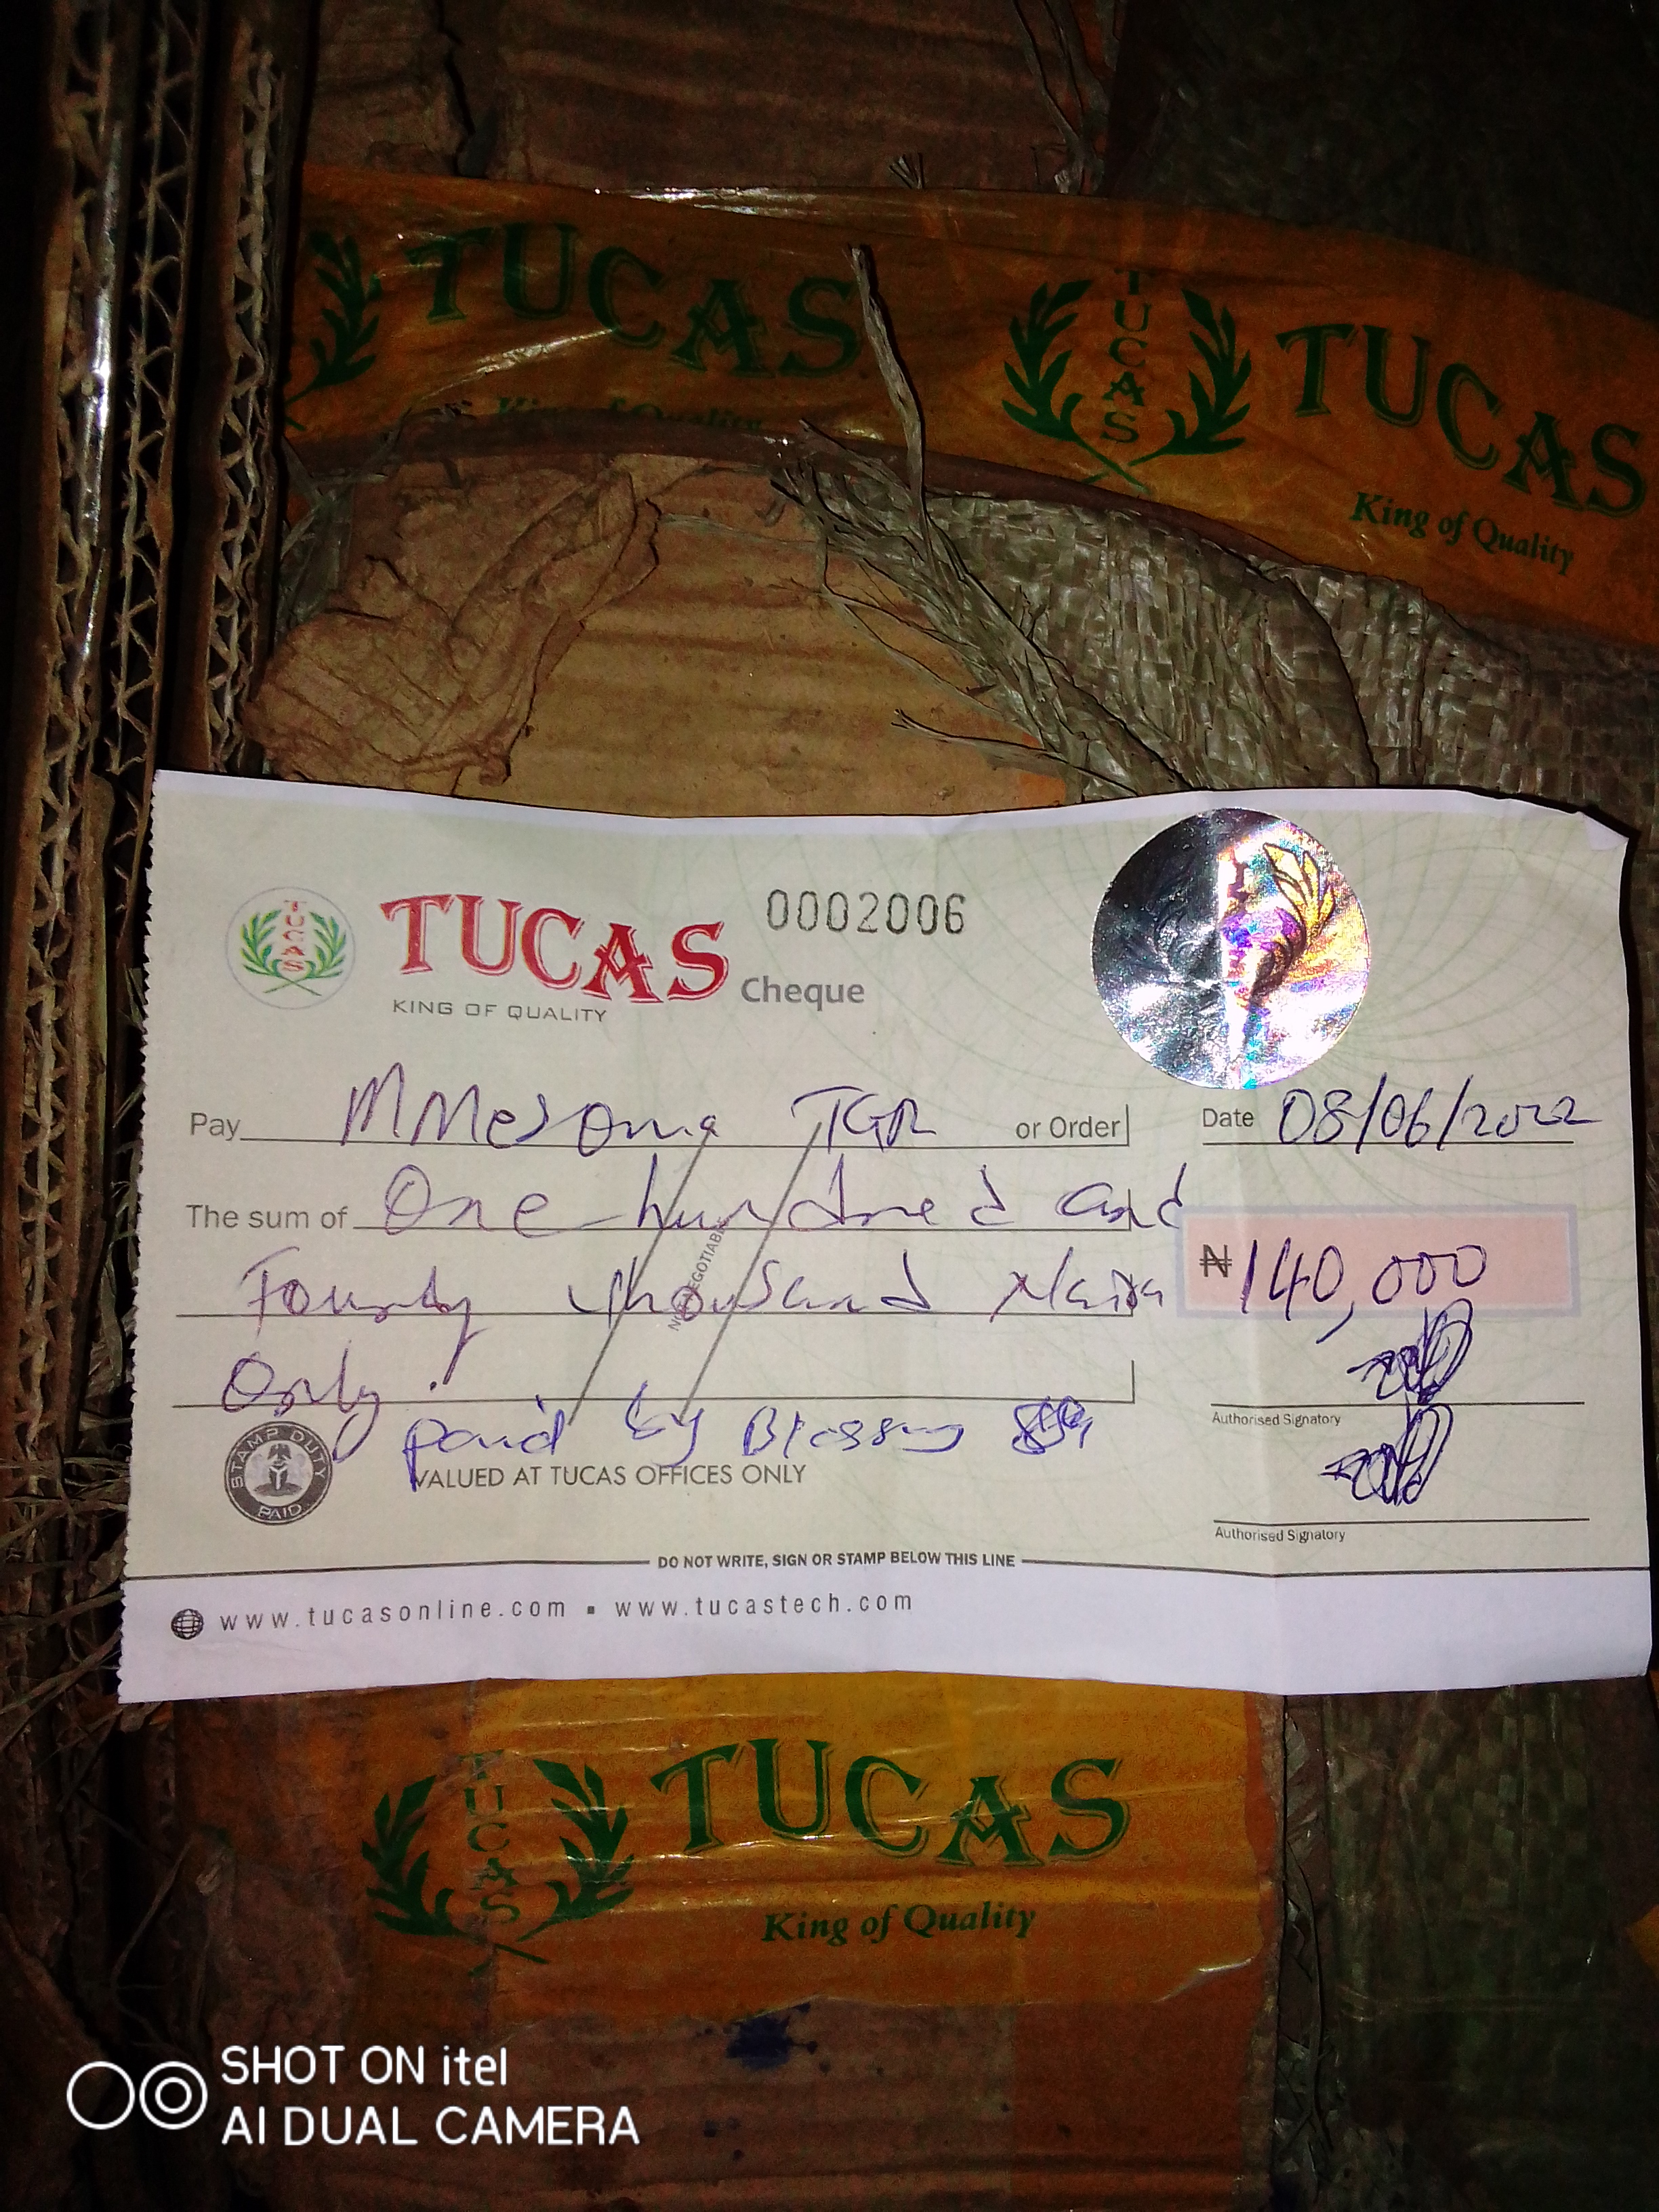 TUCAS
TUCAS TUCAS
King of Quality
King of Quality
TUCAS
TUCAS 0002006
KING OF QUALITY Cheque
Pay MMesoma TGR or Order Date 08/06/2022
The sum of One hundred and
Fourty thousand Naira ₦ 140,000
Only.
NOT NEGOTIABLE
Authorised Signatory
paid by Blessing
STAMP DUTY PAID
VALUED AT TUCAS OFFICES ONLY
Authorised Signatory
DO NOT WRITE, SIGN OR STAMP BELOW THIS LINE
www.tucasonline.com ▪ www.tucastech.com
TUCAS TUCAS
King of Quality
SHOT ON itel
AI DUAL CAMERA